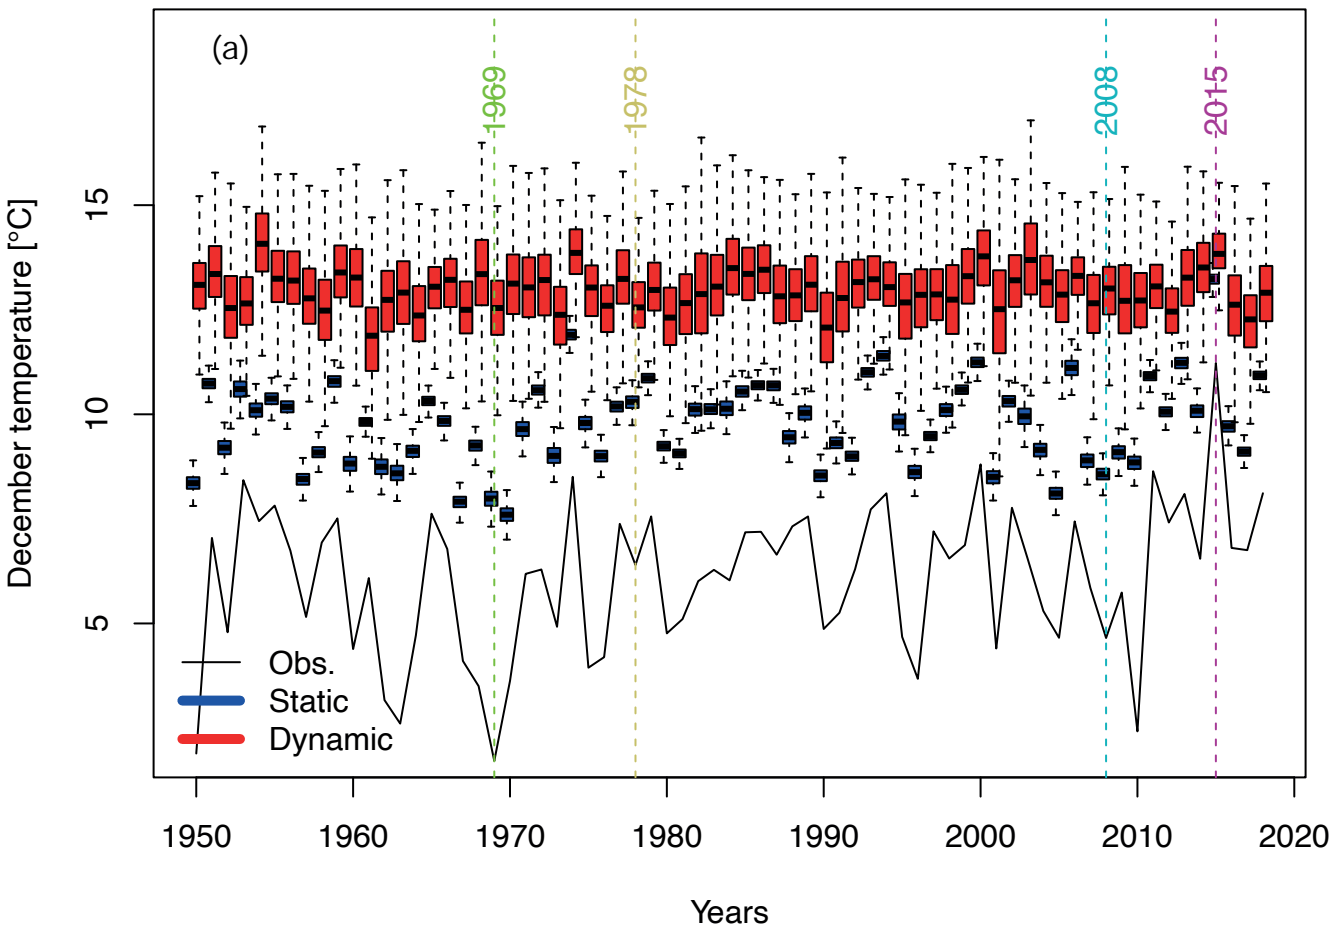 (a)
1969
1978
2008
2015
December temperature [°C]
15
10
5
Obs.
Static
Dynamic
1950 1960 1970 1980 1990 2000 2010 2020
Years